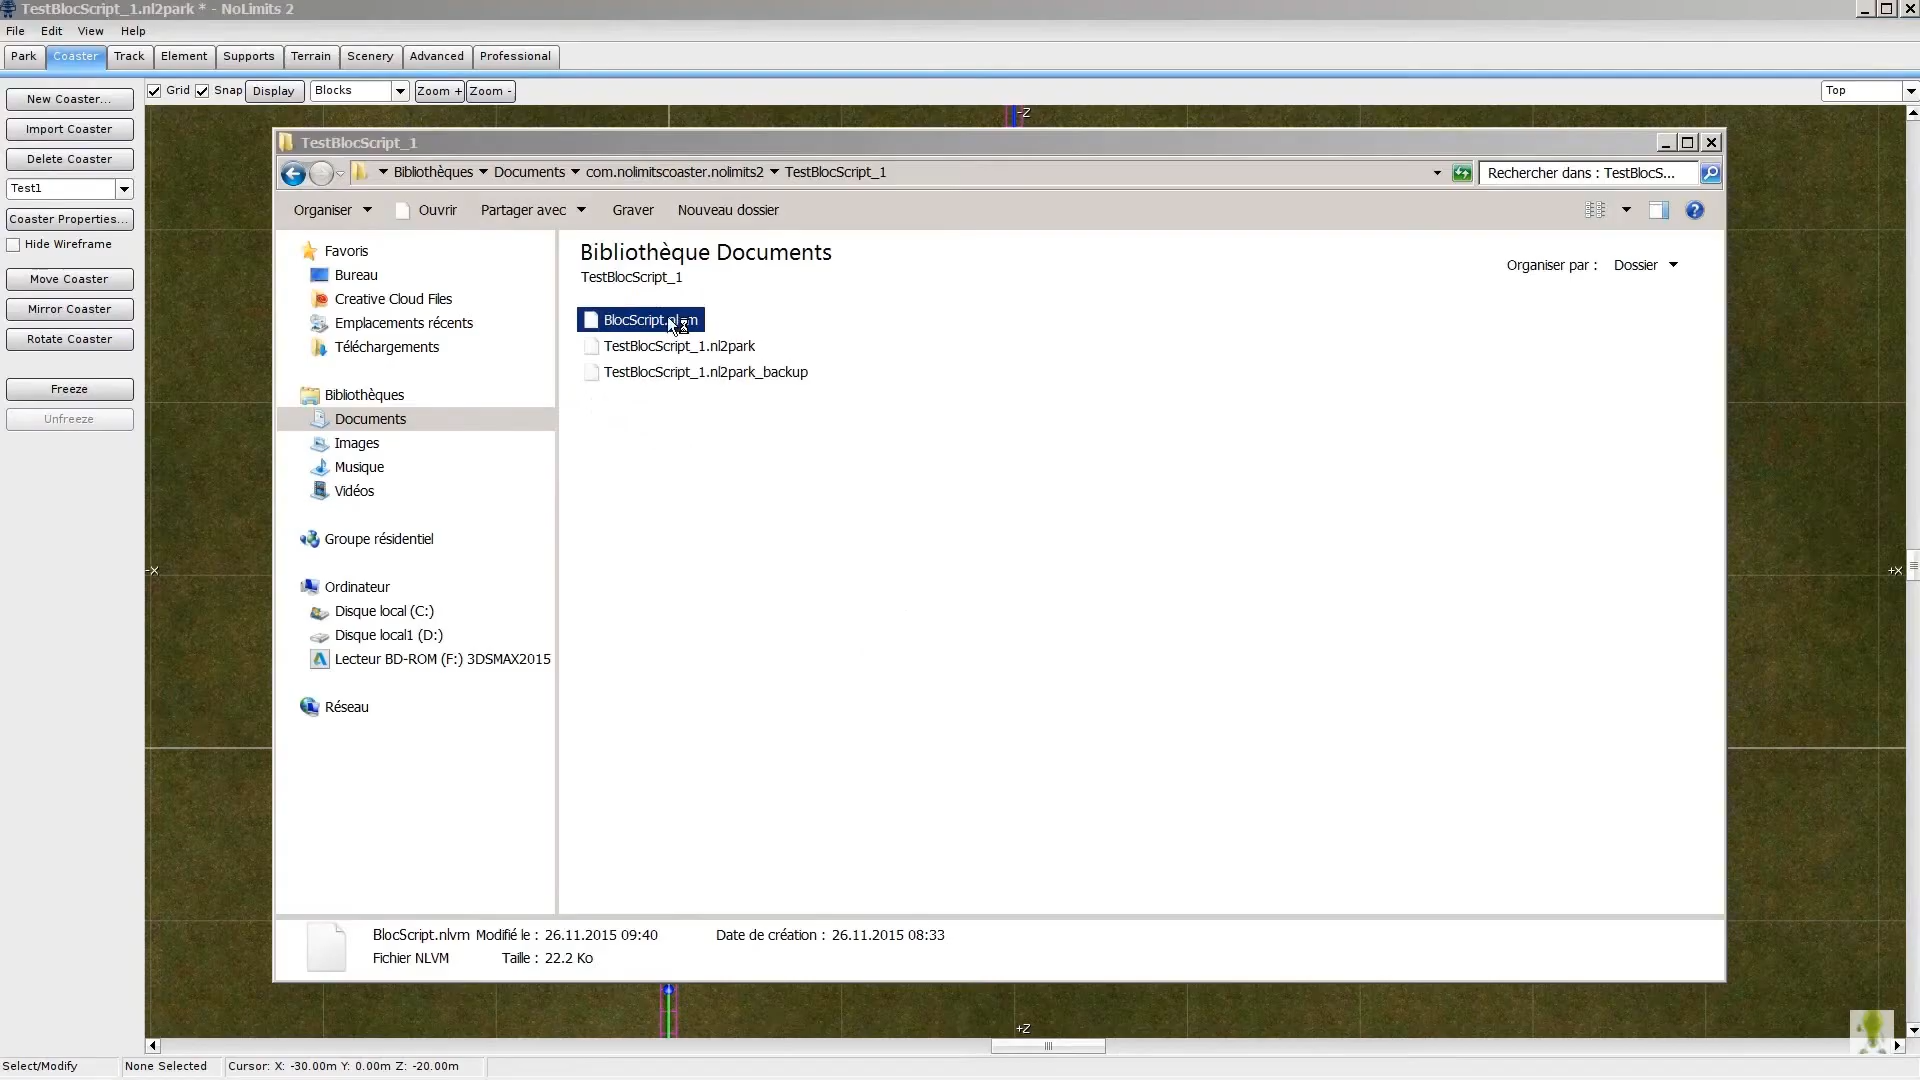 TestBlocScript_1.nl2park * - NoLimits 2
File Edit View Help
Park Coaster Track Element Supports Terrain Scenery Advanced Professional
New Coaster...
Import Coaster
Delete Coaster
Test1
Coaster Properties...
Hide Wireframe
Move Coaster
Mirror Coaster
Rotate Coaster
Freeze
Unfreeze
Grid Snap Display Blocks Zoom + Zoom - Top
-Z
-X
+X
+Z
TestBlocScript_1
Bibliothèques Documents com.nolimitscoaster.nolimits2 TestBlocScript_1
Rechercher dans : TestBlocS...
Organiser Ouvrir Partager avec Graver Nouveau dossier
Favoris
Bureau
Creative Cloud Files
Emplacements récents
Téléchargements
Bibliothèques
Documents
Images
Musique
Vidéos
Groupe résidentiel
Ordinateur
Disque local (C:)
Disque local1 (D:)
Lecteur BD-ROM (F:) 3DSMAX2015
Réseau
Bibliothèque Documents
TestBlocScript_1
Organiser par : Dossier
BlocScript.nlvm
TestBlocScript_1.nl2park
TestBlocScript_1.nl2park_backup
BlocScript.nlvm Modifié le : 26.11.2015 09:40 Date de création : 26.11.2015 08:33
Fichier NLVM Taille : 22.2 Ko
Select/Modify None Selected Cursor: X: -30.00m Y: 0.00m Z: -20.00m